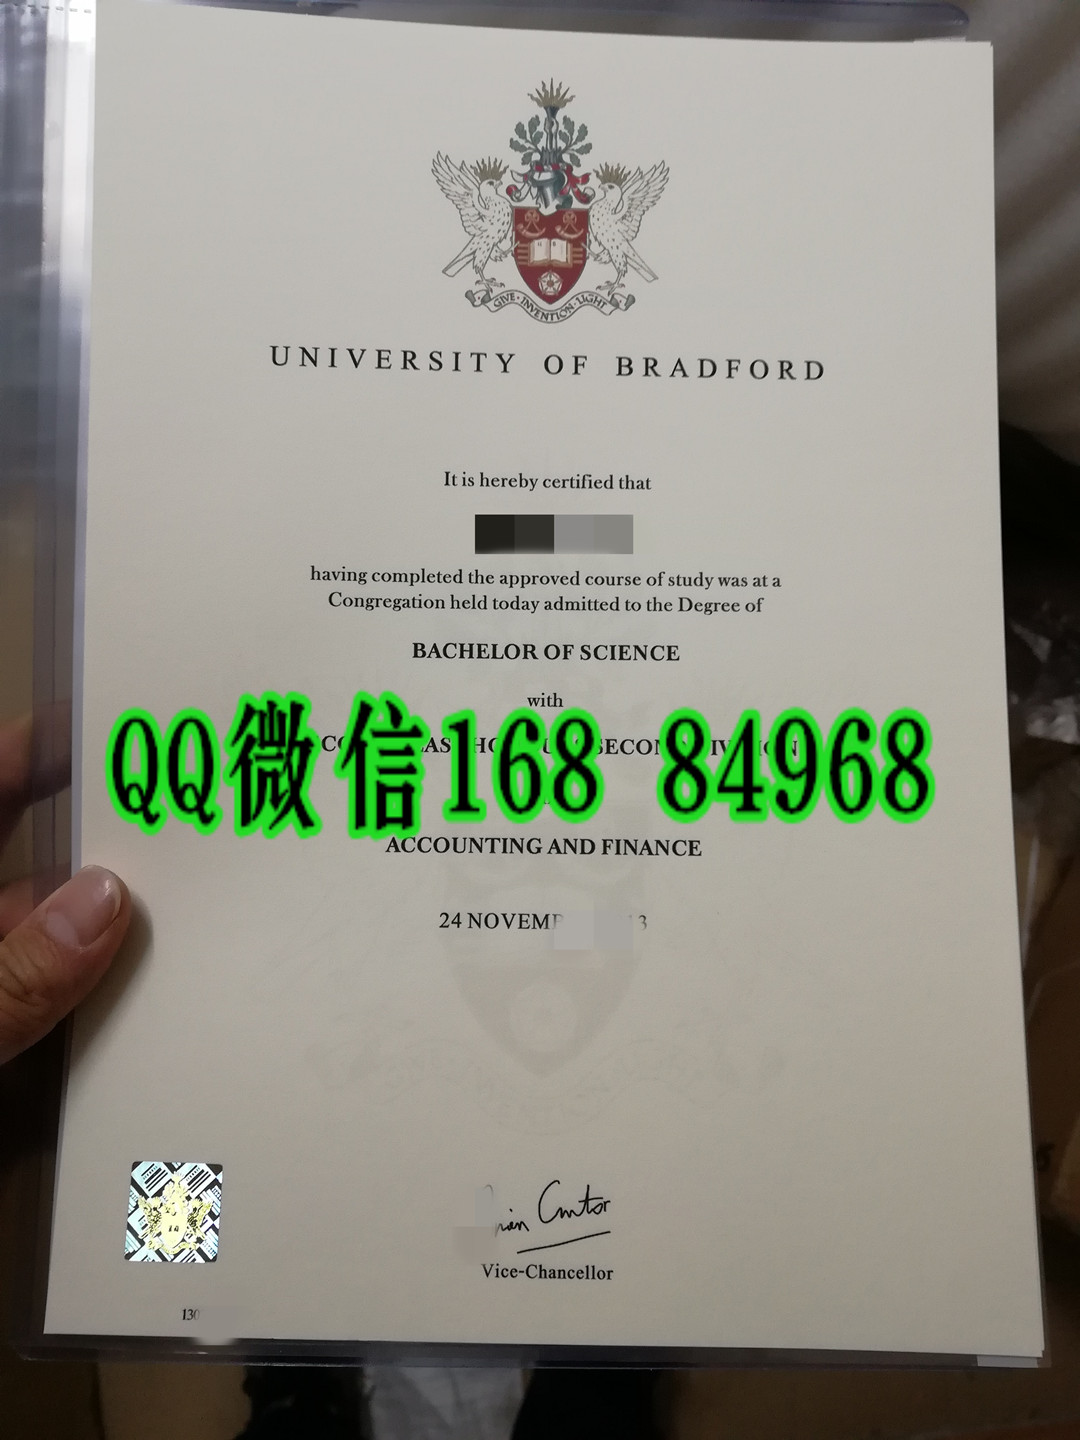 GIVE·INVENTION·LIGHT
UNIVERSITY OF BRADFORD
It is hereby certified that
having completed the approved course of study was at a
Congregation held today admitted to the Degree of
BACHELOR OF SCIENCE
with
QQ微信168 84968
ACCOUNTING AND FINANCE
24 NOVEM
Vice-Chancellor